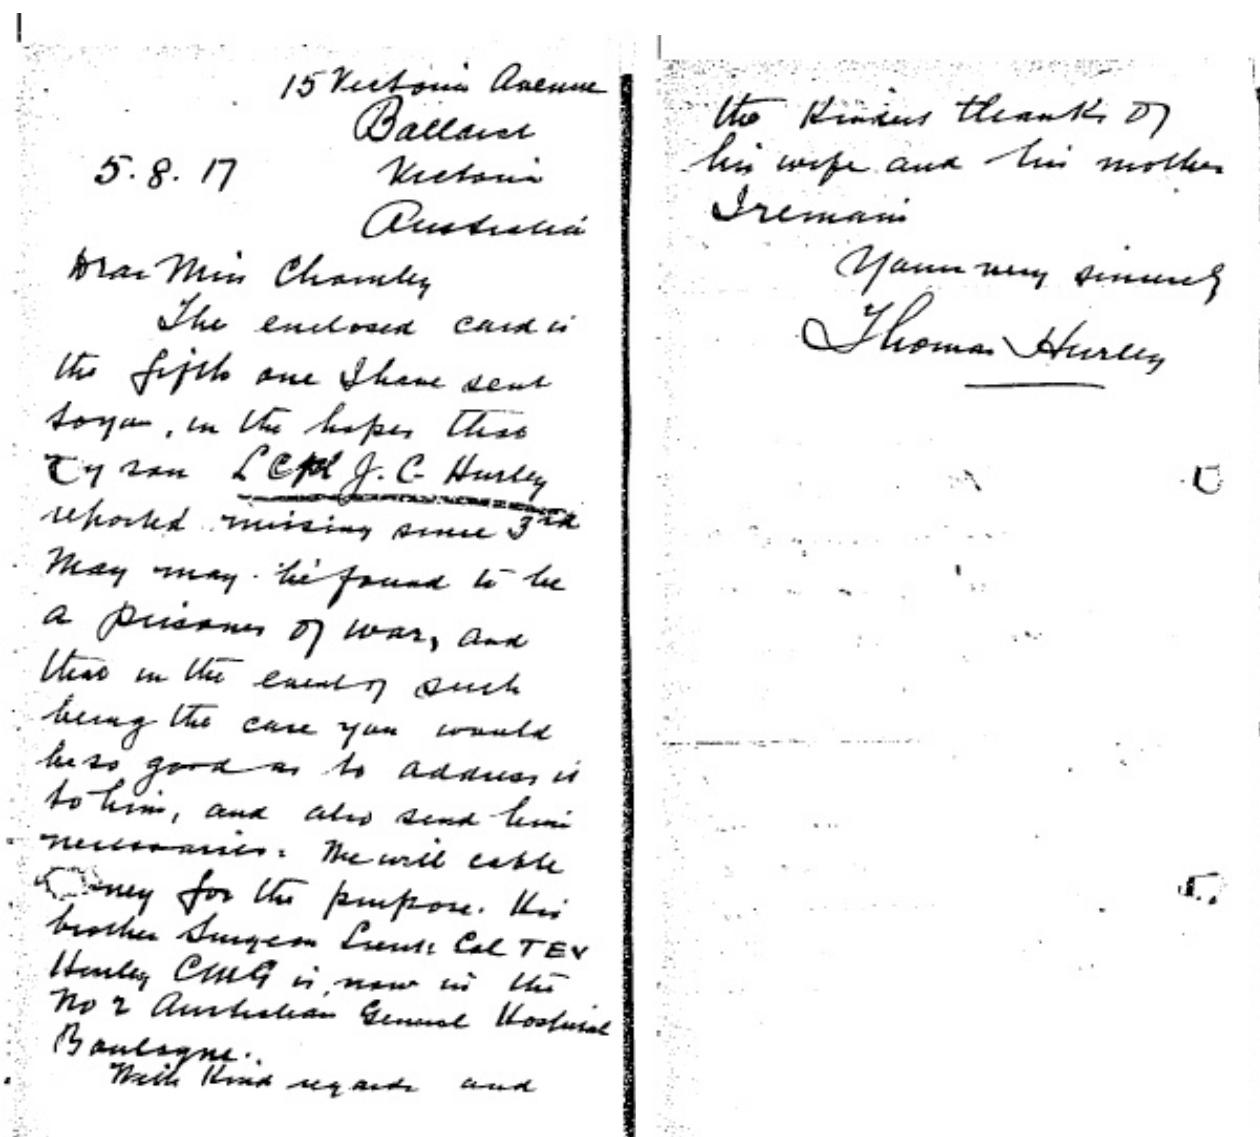 15 Victoria Avenue
Ballarat
5.8.17
Victoria
Australia
Dear Miss Chomley
The enclosed card is
the fifth one I have sent
to you, in the hopes that
my son L Cpl J. C. Hurley
reported missing since 3rd
May may be found to be
a prisoner of war, and
that in the event of such
being the case you would
be so good as to address it
to him, and also send him
necessaries. We will cable
money for the purpose. His
brother Surgeon Lieut: Col T E V
Hurley CMG is now in the
No 2 Australian General Hospital
Boulogne.
With Kind regards and
the Kindest thanks of
his wife and his mother
I remain
Yours very sincerely
Thomas Hurley